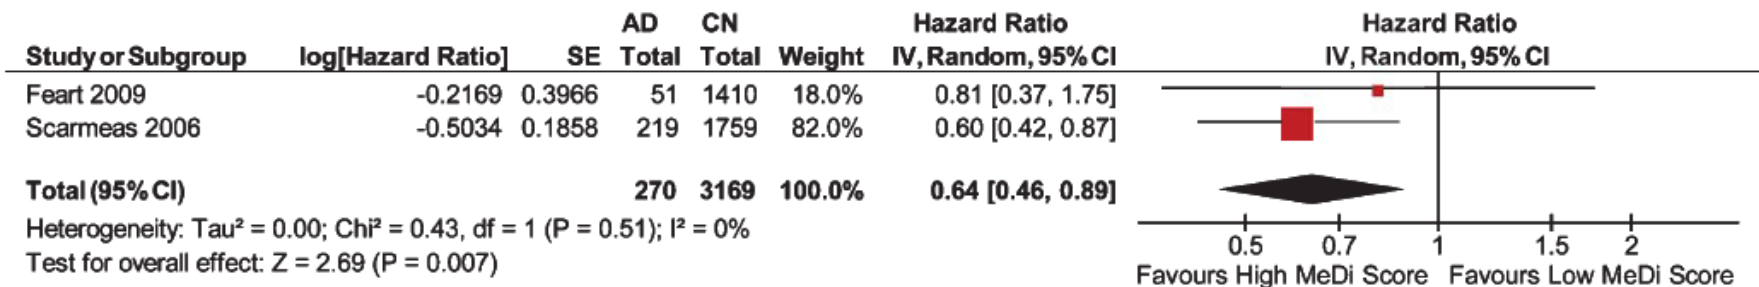 AD CN Hazard Ratio Hazard Ratio
Study or Subgroup log[Hazard Ratio] SE Total Total Weight IV, Random, 95% CI IV, Random, 95% CI
Feart 2009 -0.2169 0.3966 51 1410 18.0% 0.81 [0.37, 1.75]
Scarmeas 2006 -0.5034 0.1858 219 1759 82.0% 0.60 [0.42, 0.87]
Total (95% CI) 270 3169 100.0% 0.64 [0.46, 0.89]
Heterogeneity: Tau² = 0.00; Chi² = 0.43, df = 1 (P = 0.51); I² = 0%
Test for overall effect: Z = 2.69 (P = 0.007)
0.5 0.7 1 1.5 2
Favours High MeDi Score Favours Low MeDi Score